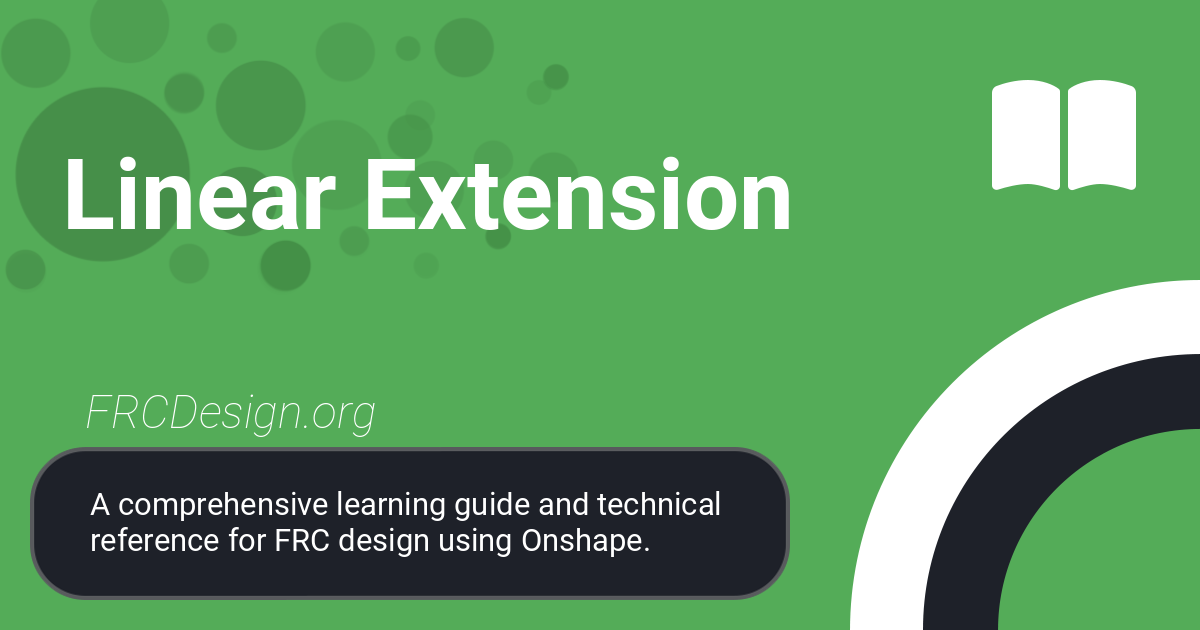 Linear Extension
FRCDesign.org
A comprehensive learning guide and technical
reference for FRC design using Onshape.